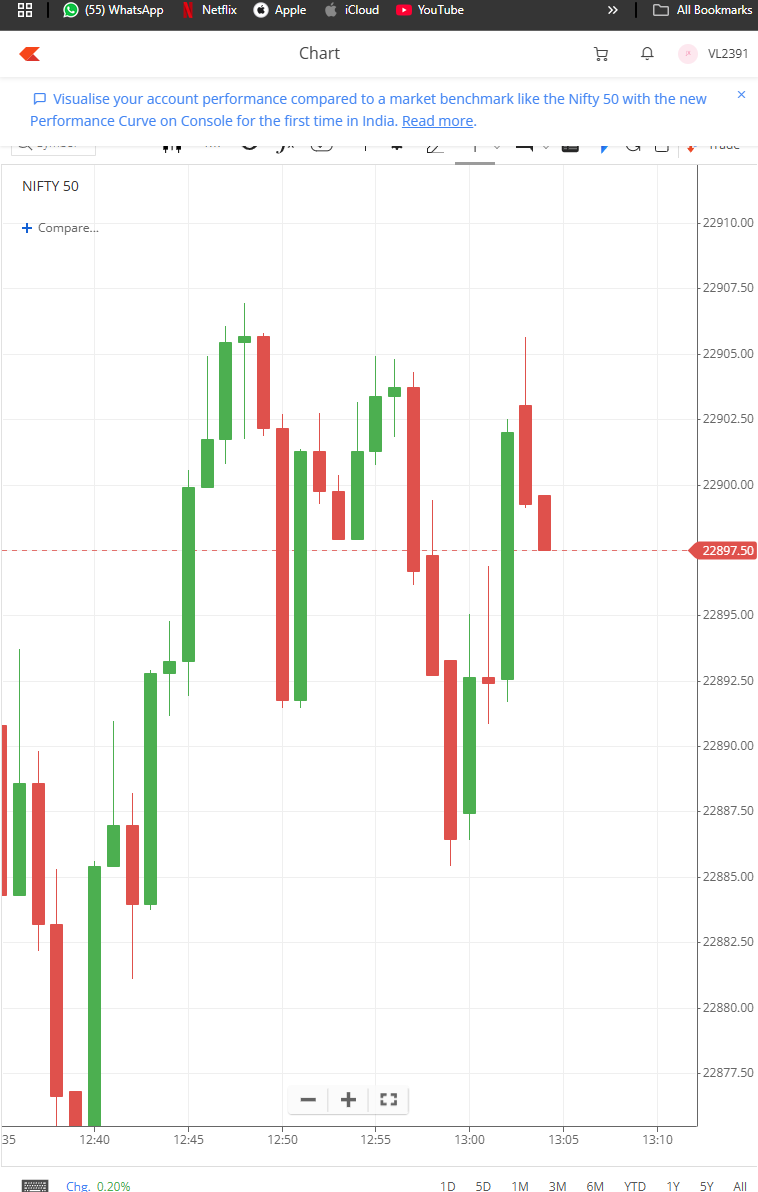 (55) WhatsApp Netflix Apple iCloud YouTube » All Bookmarks
Chart VL2391
Visualise your account performance compared to a market benchmark like the Nifty 50 with the new
Performance Curve on Console for the first time in India. Read more.
NIFTY 50
+ Compare...
22910.00
22907.50
22905.00
22902.50
22900.00
22897.50
22895.00
22892.50
22890.00
22887.50
22885.00
22882.50
22880.00
22877.50
35 12:40 12:45 12:50 12:55 13:00 13:05 13:10
Chg. 0.20% 1D 5D 1M 3M 6M YTD 1Y 5Y All